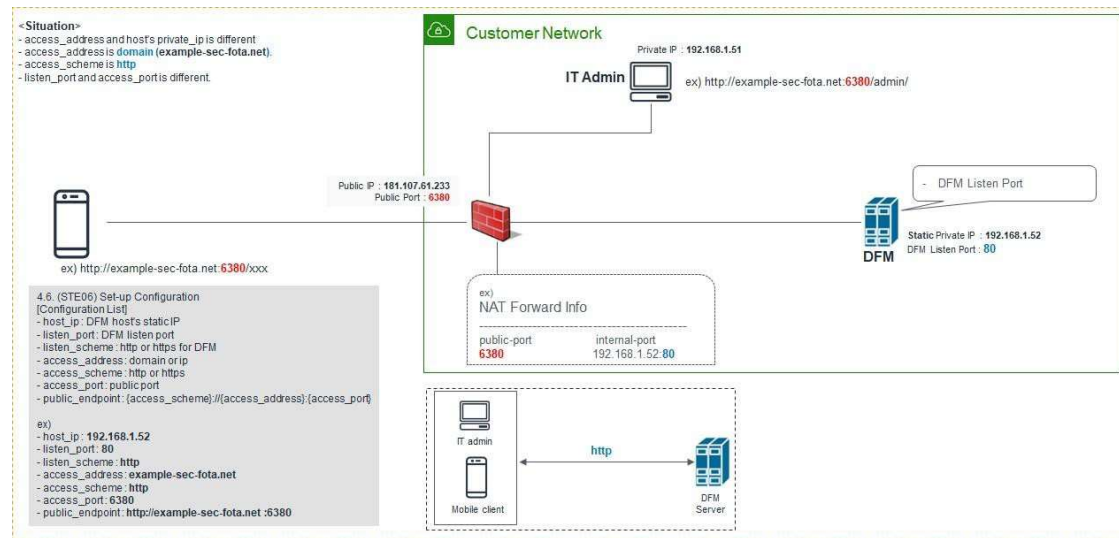 <Situation>
- access_address and host's private_ip is different
- access_address is domain (example-sec-fota.net).
- access_scheme is http
- listen_port and access_port is different.
Customer Network
Private IP : 192.168.1.51
IT Admin
ex) http://example-sec-fota.net:6380/admin/
Public IP : 181.107.61.233
Public Port : 6380
- DFM Listen Port
Static Private IP : 192.168.1.52
DFM Listen Port : 80
DFM
ex) http://example-sec-fota.net:6380/xxx
ex)
NAT Forward Info
public-port internal-port
6380 192.168.1.52:80
4.6. (STE06) Set-up Configuration
[Configuration List]
- host_ip : DFM host's static IP
- listen_port : DFM listen port
- listen_scheme : http or https for DFM
- access_address : domain or ip
- access_scheme : http or https
- access_port : public port
- public_endpoint : {access_scheme}://{access_address}:{access_port}
ex)
- host_ip : 192.168.1.52
- listen_port : 80
- listen_scheme : http
- access_address : example-sec-fota.net
- access_scheme : http
- access_port : 6380
- public_endpoint : http://example-sec-fota.net :6380
IT admin
http
Mobile client
DFM
Server